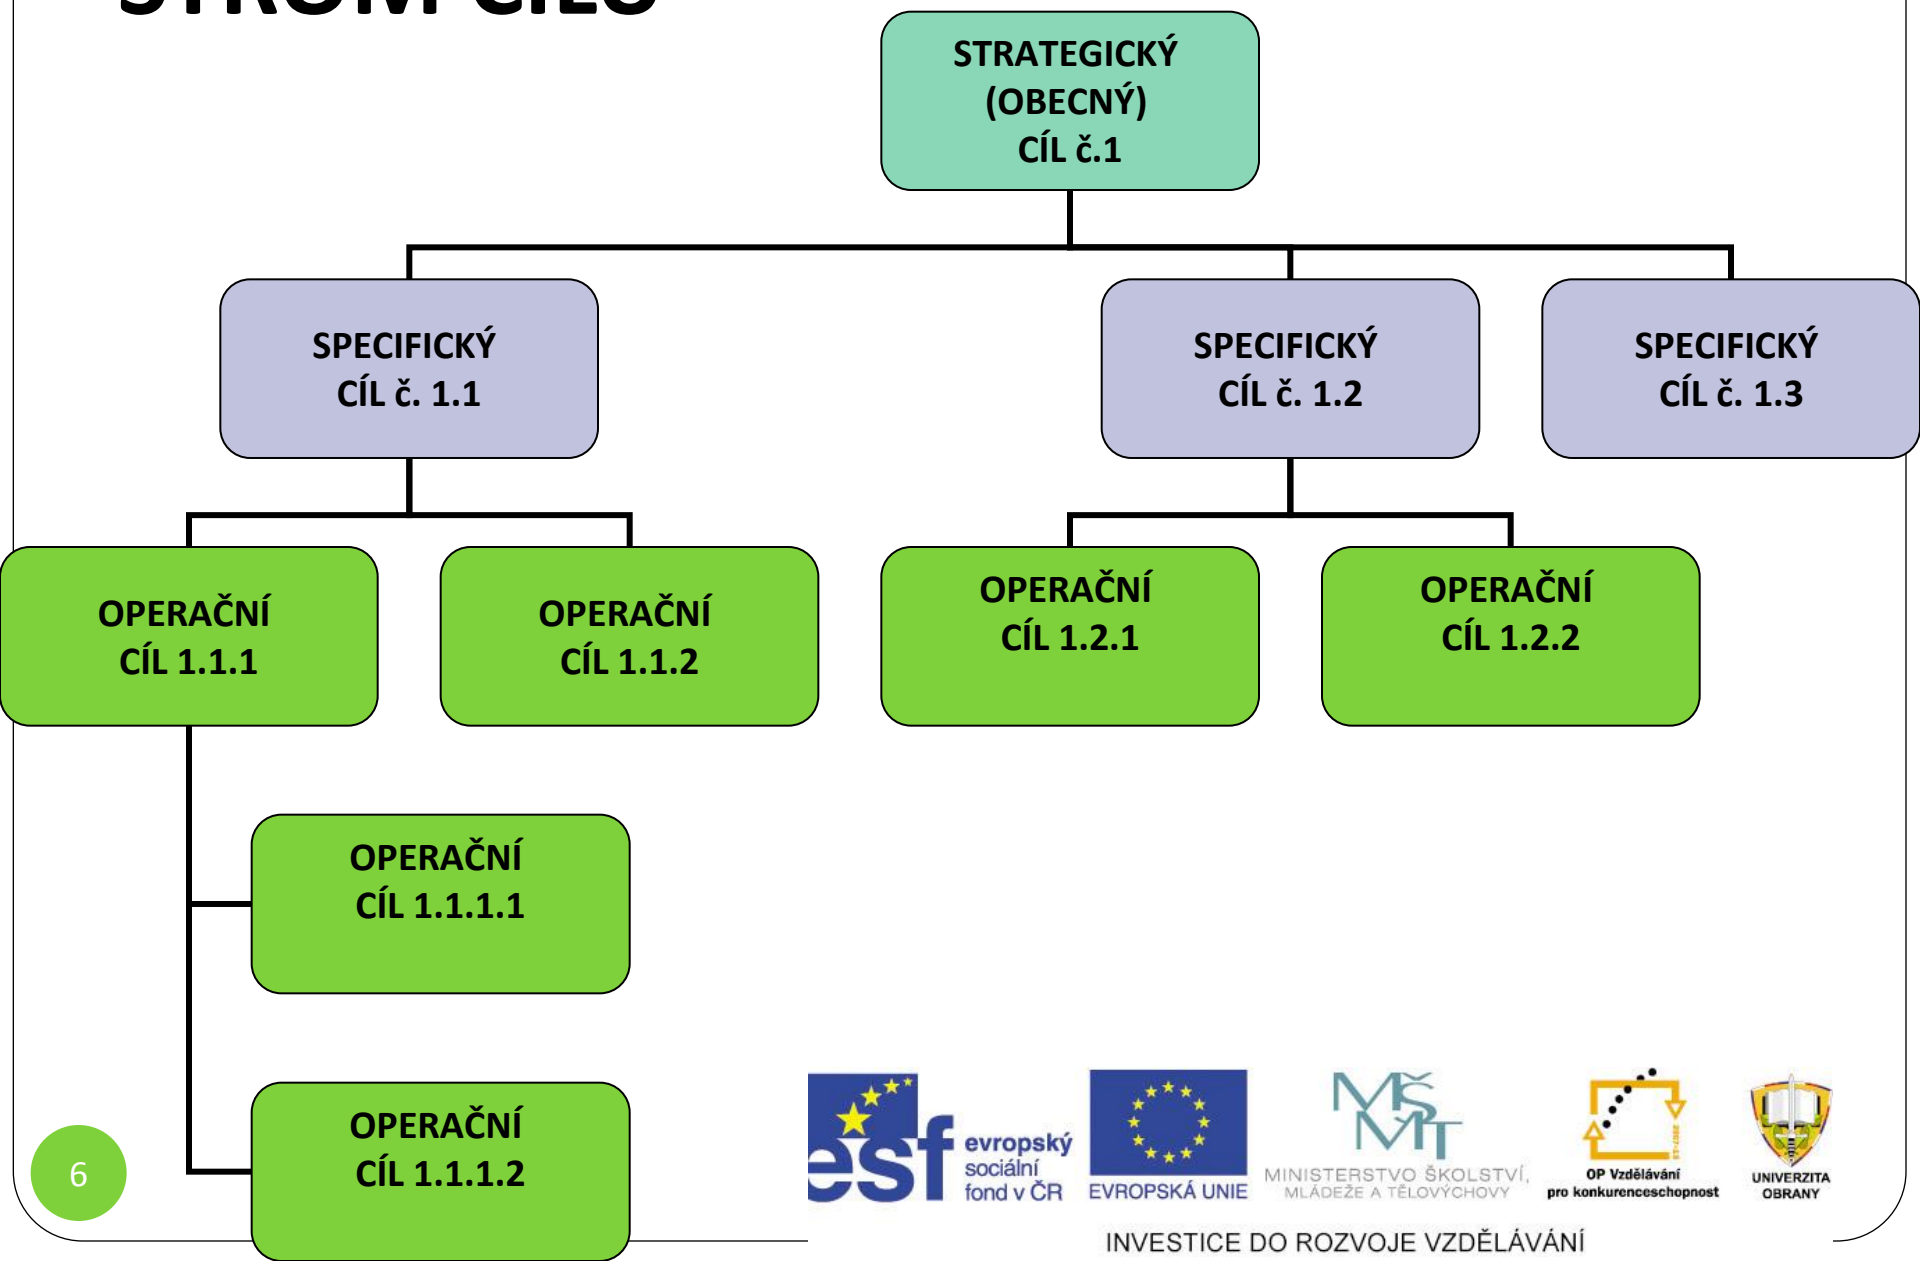 STROM CÍLŮ
STRATEGICKÝ
(OBECNÝ)
CÍL č.1
SPECIFICKÝ
CÍL č. 1.1
SPECIFICKÝ
CÍL č. 1.2
SPECIFICKÝ
CÍL č. 1.3
OPERAČNÍ
CÍL 1.1.1
OPERAČNÍ
CÍL 1.1.2
OPERAČNÍ
CÍL 1.2.1
OPERAČNÍ
CÍL 1.2.2
OPERAČNÍ
CÍL 1.1.1.1
OPERAČNÍ
CÍL 1.1.1.2
6
esf
evropský
sociální
fond v ČR
EVROPSKÁ UNIE
MŠMT
MINISTERSTVO ŠKOLSTVÍ,
MLÁDEŽE A TĚLOVÝCHOVY
OP Vzdělávání
pro konkurenceschopnost
UNIVERZITA
OBRANY
INVESTICE DO ROZVOJE VZDĚLÁVÁNÍ